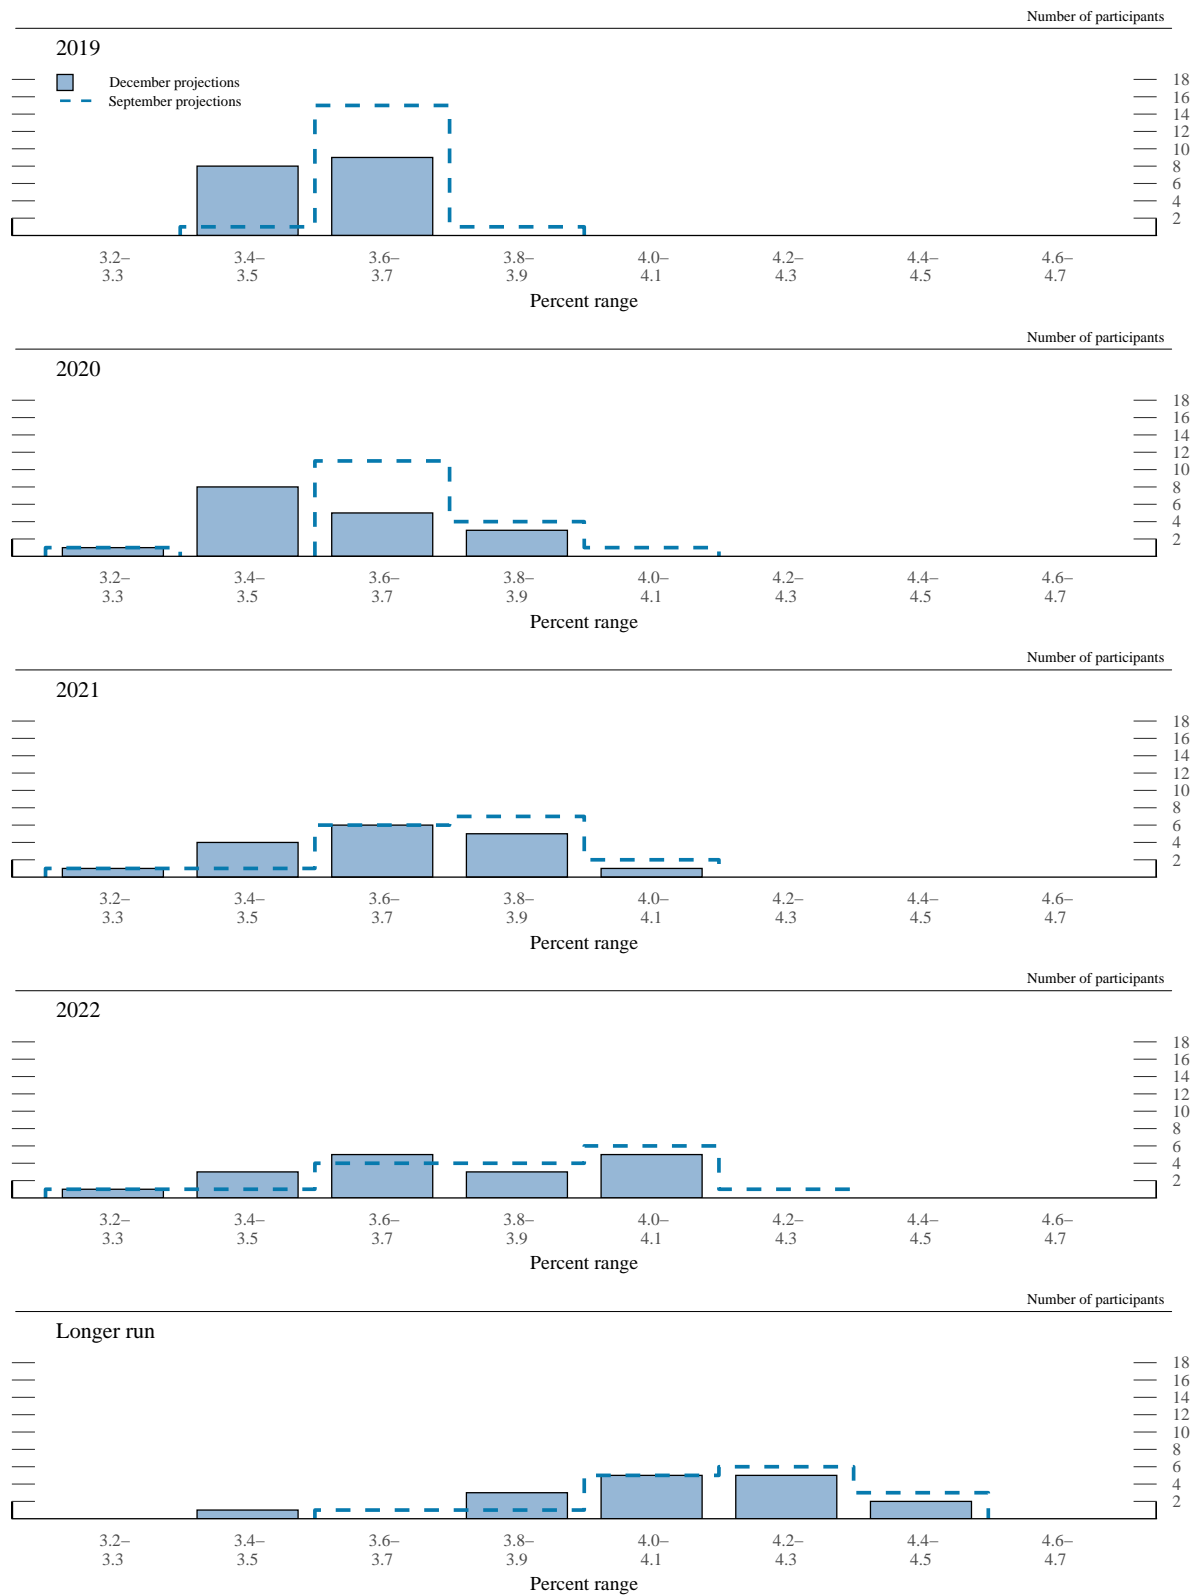 Number of participants
2019
December projections
September projections
18
16
14
12
10
8
6
4
2
3.2– 3.4– 3.6– 3.8– 4.0– 4.2– 4.4– 4.6–
3.3 3.5 3.7 3.9 4.1 4.3 4.5 4.7
Percent range
Number of participants
2020
18
16
14
12
10
8
6
4
2
3.2– 3.4– 3.6– 3.8– 4.0– 4.2– 4.4– 4.6–
3.3 3.5 3.7 3.9 4.1 4.3 4.5 4.7
Percent range
Number of participants
2021
18
16
14
12
10
8
6
4
2
3.2– 3.4– 3.6– 3.8– 4.0– 4.2– 4.4– 4.6–
3.3 3.5 3.7 3.9 4.1 4.3 4.5 4.7
Percent range
Number of participants
2022
18
16
14
12
10
8
6
4
2
3.2– 3.4– 3.6– 3.8– 4.0– 4.2– 4.4– 4.6–
3.3 3.5 3.7 3.9 4.1 4.3 4.5 4.7
Percent range
Number of participants
Longer run
18
16
14
12
10
8
6
4
2
3.2– 3.4– 3.6– 3.8– 4.0– 4.2– 4.4– 4.6–
3.3 3.5 3.7 3.9 4.1 4.3 4.5 4.7
Percent range